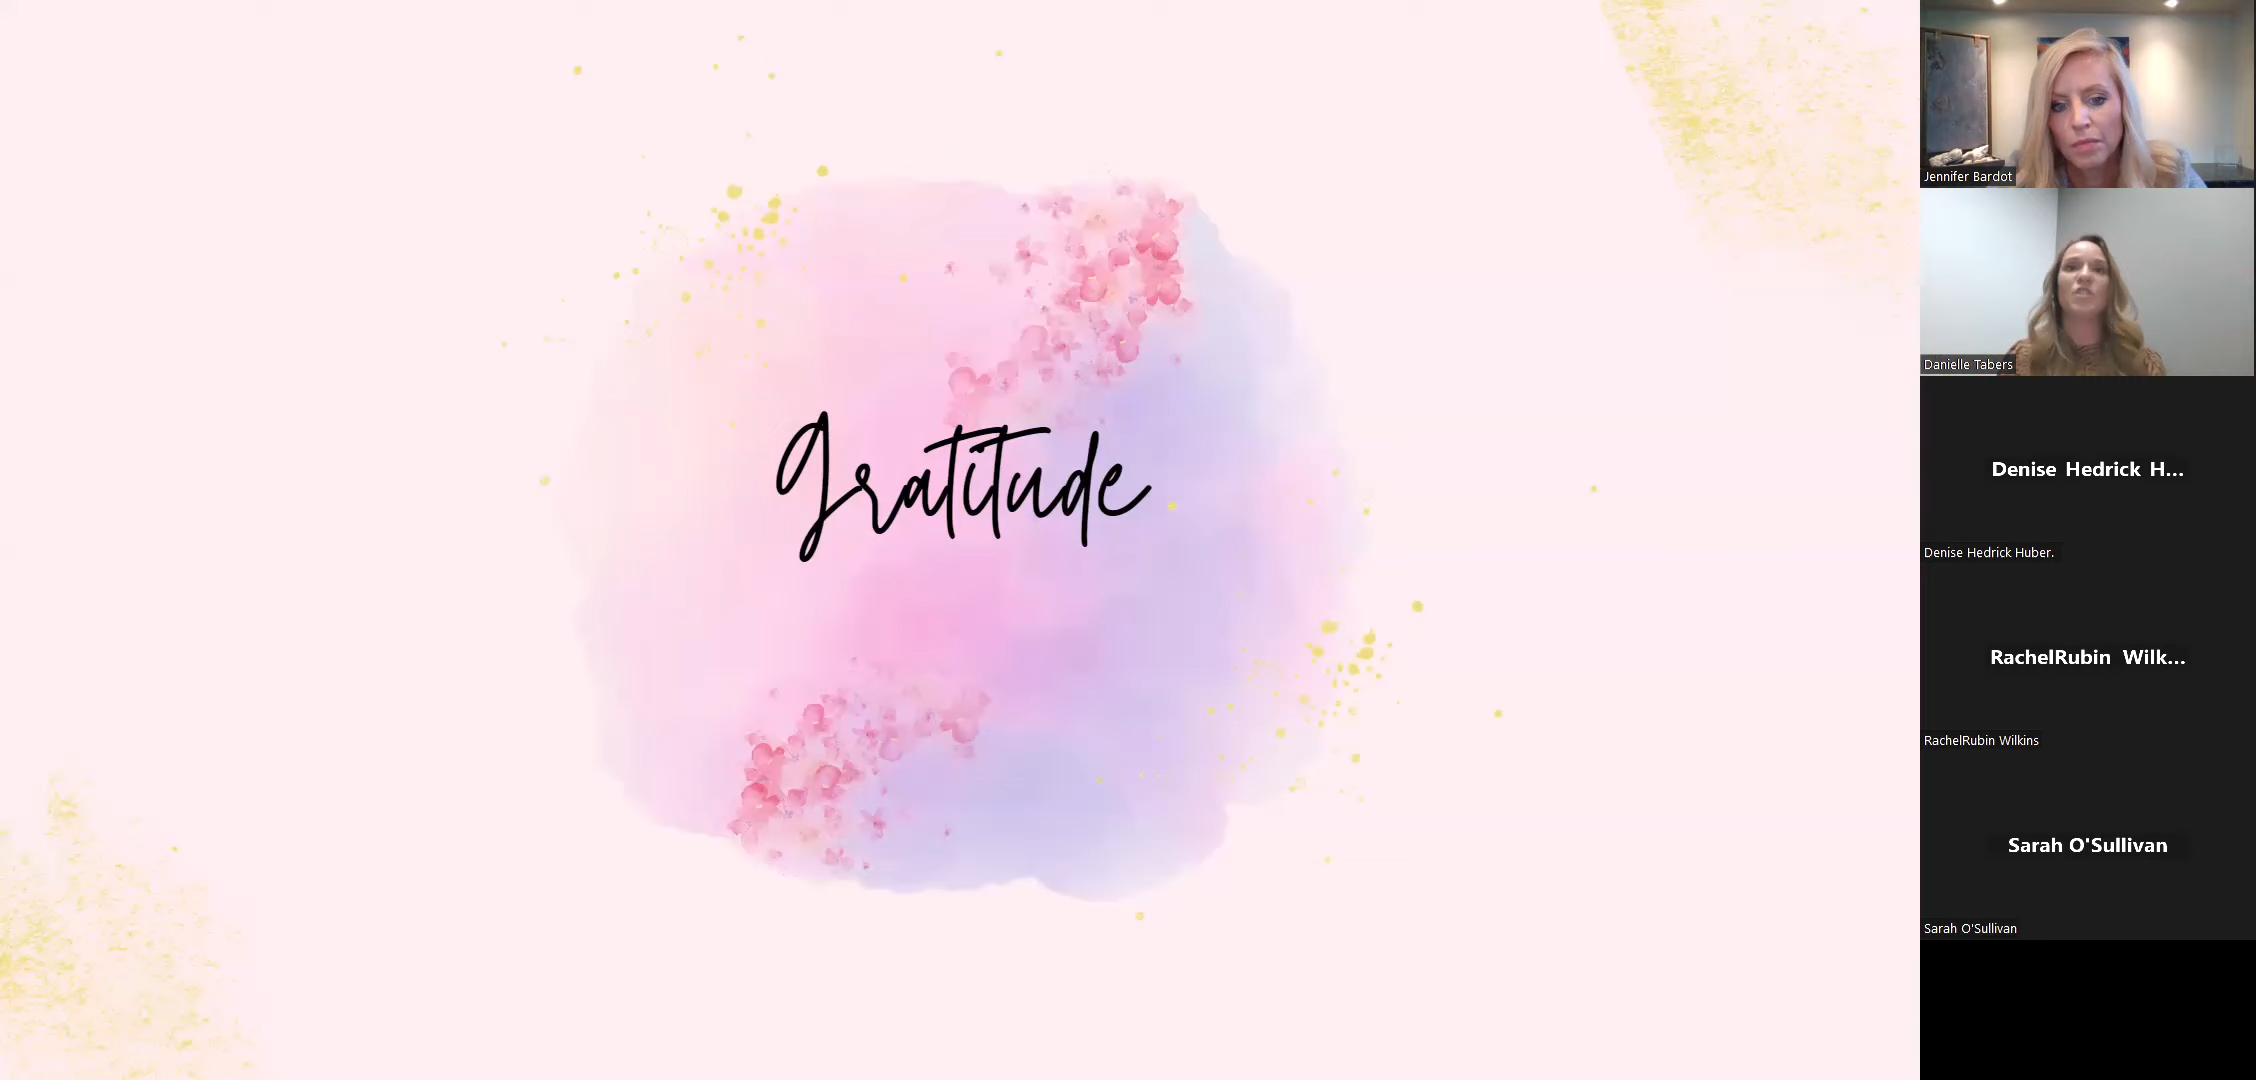 gratitude
Jennifer Bardot
Danielle Tabers
Denise Hedrick H...
Denise Hedrick Huber.
RachelRubin Wilk...
RachelRubin Wilkins
Sarah O'Sullivan
Sarah O'Sullivan